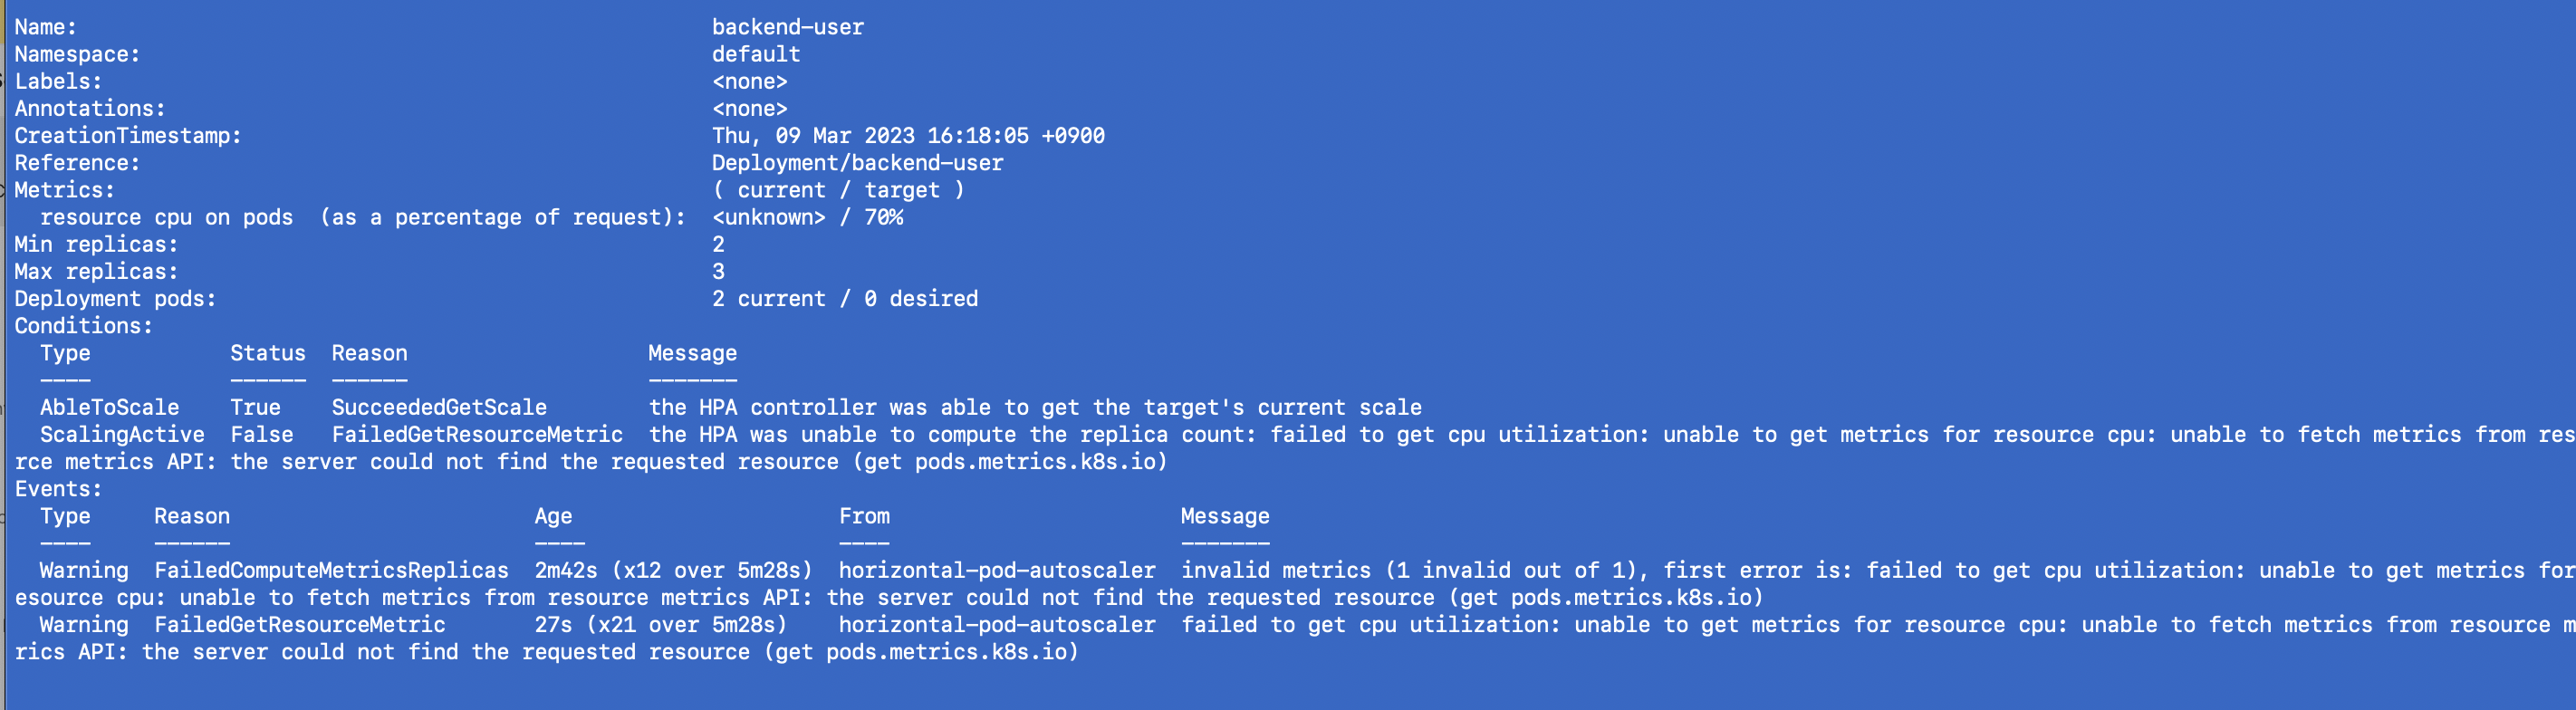 Name: backend-user
Namespace: default
Labels: <none>
Annotations: <none>
CreationTimestamp: Thu, 09 Mar 2023 16:18:05 +0900
Reference: Deployment/backend-user
Metrics: ( current / target )
resource cpu on pods  (as a percentage of request): <unknown> / 70%
Min replicas: 2
Max replicas: 3
Deployment pods: 2 current / 0 desired
Conditions:
Type Status Reason Message
---- ------ ------ -------
AbleToScale True SucceededGetScale the HPA controller was able to get the target's current scale
ScalingActive False FailedGetResourceMetric the HPA was unable to compute the replica count: failed to get cpu utilization: unable to get metrics for resource cpu: unable to fetch metrics from res
rce metrics API: the server could not find the requested resource (get pods.metrics.k8s.io)
Events:
Type Reason Age From Message
---- ------ ---- ---- -------
Warning FailedComputeMetricsReplicas 2m42s (x12 over 5m28s) horizontal-pod-autoscaler invalid metrics (1 invalid out of 1), first error is: failed to get cpu utilization: unable to get metrics for
esource cpu: unable to fetch metrics from resource metrics API: the server could not find the requested resource (get pods.metrics.k8s.io)
Warning FailedGetResourceMetric 27s (x21 over 5m28s) horizontal-pod-autoscaler failed to get cpu utilization: unable to get metrics for resource cpu: unable to fetch metrics from resource m
rics API: the server could not find the requested resource (get pods.metrics.k8s.io)